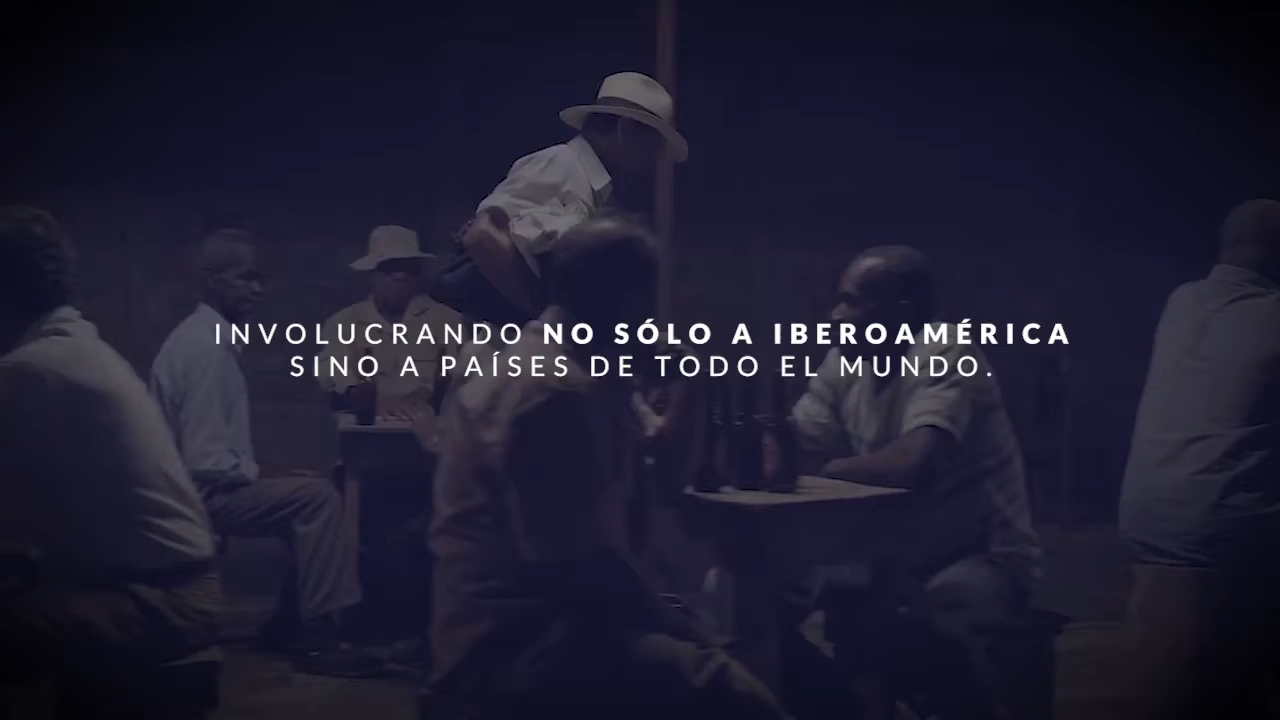 INVOLUCRANDO NO SÓLO A IBEROAMÉRICA
SINO A PAÍSES DE TODO EL MUNDO.